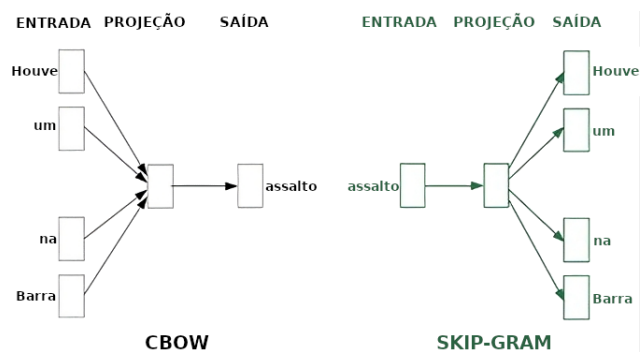 ENTRADA PROJEÇÃO SAÍDA
Houve
um
assalto
na
Barra
CBOW
ENTRADA PROJEÇÃO SAÍDA
Houve
um
assalto
na
Barra
SKIP-GRAM